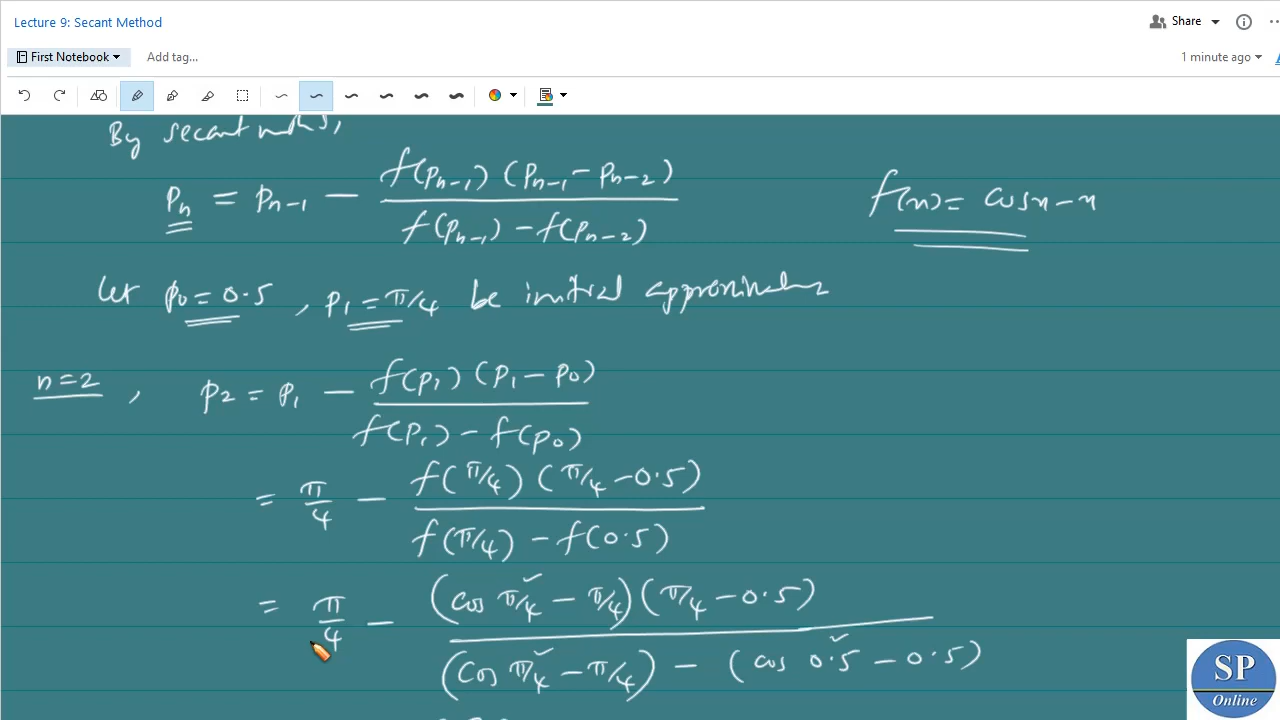 Lecture 9: Secant Method
Share
First Notebook
Add tag...
1 minute ago
By secant
pₙ = pₙ₋₁ − f(pₙ₋₁) (pₙ₋₁ − pₙ₋₂) / f(pₙ₋₁) − f(pₙ₋₂)
f(x) = cosx − x
Let p₀ = 0.5 , p₁ = π/4 be initial
n=2 , p₂ = p₁ − f(p₁) (p₁ − p₀) / f(p₁) − f(p₀)
= π/4 − f(π/4) (π/4 − 0.5) / f(π/4) − f(0.5)
= π/4 − (cos π/4 − π/4) (π/4 − 0.5) / (cos π/4 − π/4) − (cos 0.5 − 0.5)
SP
Online